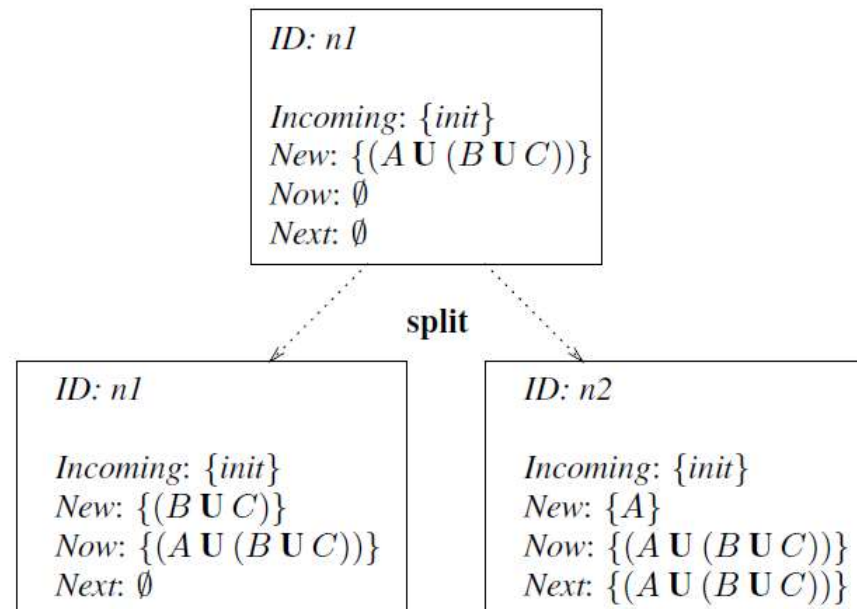 ID: n1
Incoming: {init}
New: {(A U (B U C))}
Now: ∅
Next: ∅
split
ID: n1
Incoming: {init}
New: {(B U C)}
Now: {(A U (B U C))}
Next: ∅
ID: n2
Incoming: {init}
New: {A}
Now: {(A U (B U C))}
Next: {(A U (B U C))}